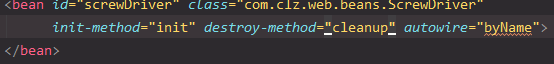 <bean id="screwDriver" class="com.clz.web.beans.ScrewDriver"
init-method="init" destroy-method="cleanup" autowire="byName">
</bean>